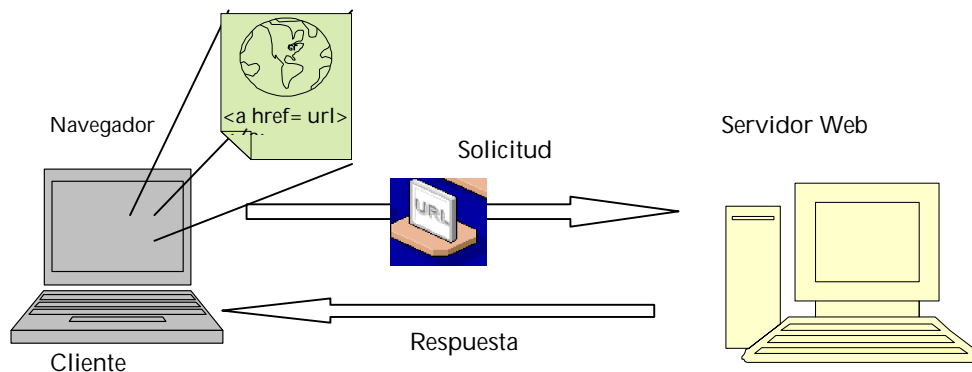 <a href= url>
Navegador
Servidor Web
Solicitud
URL
Respuesta
Cliente